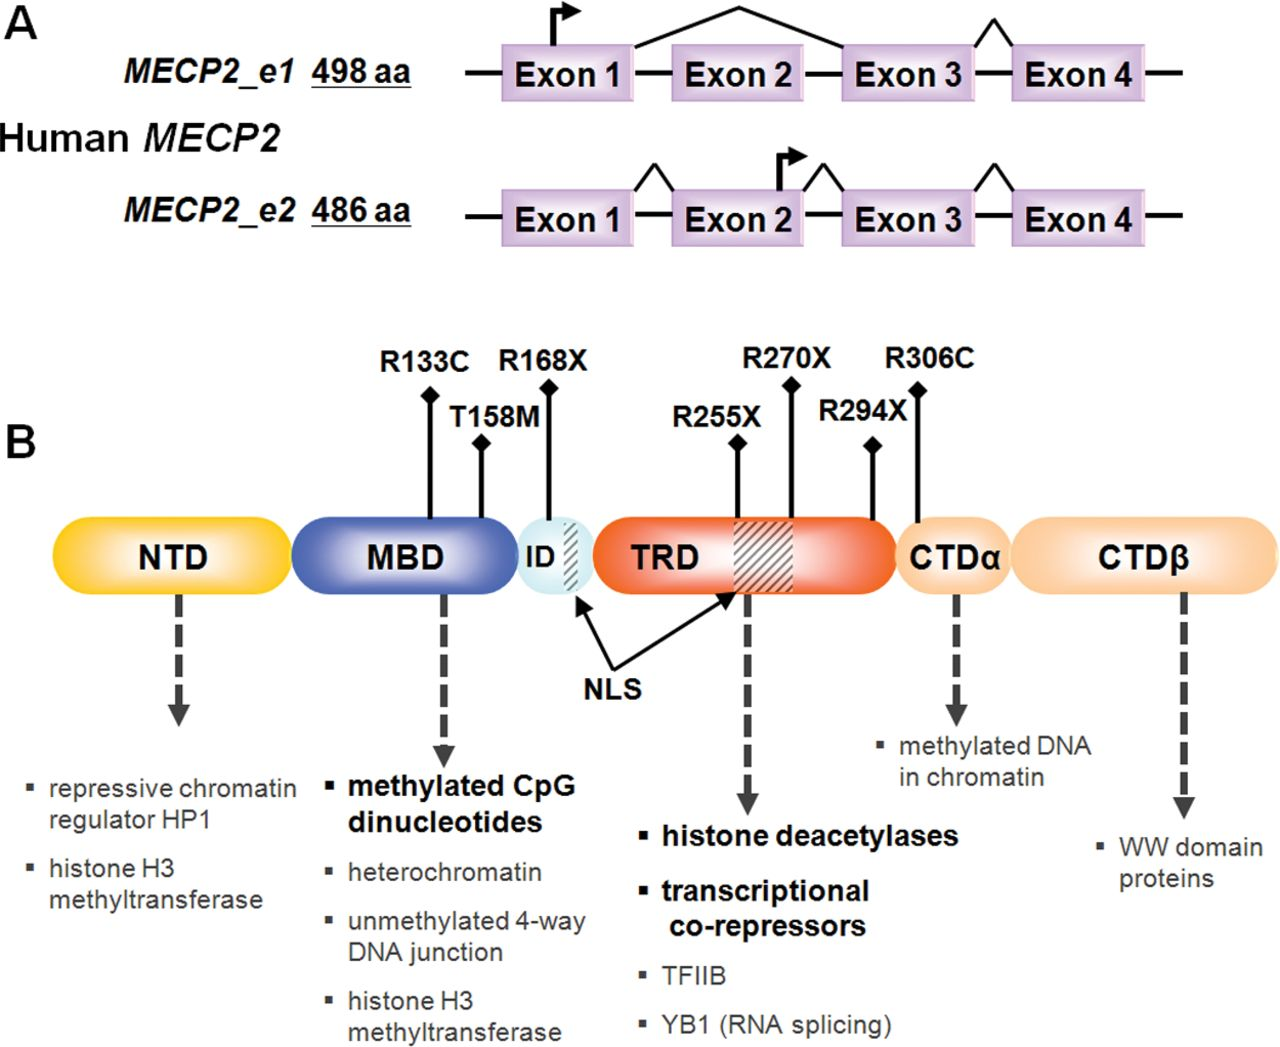 A
MECP2_e1 498 aa
Exon 1 Exon 2 Exon 3 Exon 4
Human MECP2
MECP2_e2 486 aa
Exon 1 Exon 2 Exon 3 Exon 4
B
R133C R168X R270X R306C
T158M R255X R294X
NTD MBD ID TRD CTDα CTDβ
NLS
▪ repressive chromatin
regulator HP1
▪ histone H3
methyltransferase
▪ methylated CpG
dinucleotides
▪ heterochromatin
▪ unmethylated 4-way
DNA junction
▪ histone H3
methyltransferase
▪ histone deacetylases
▪ transcriptional
co-repressors
▪ TFIIB
▪ YB1 (RNA splicing)
▪ methylated DNA
in chromatin
▪ WW domain
proteins